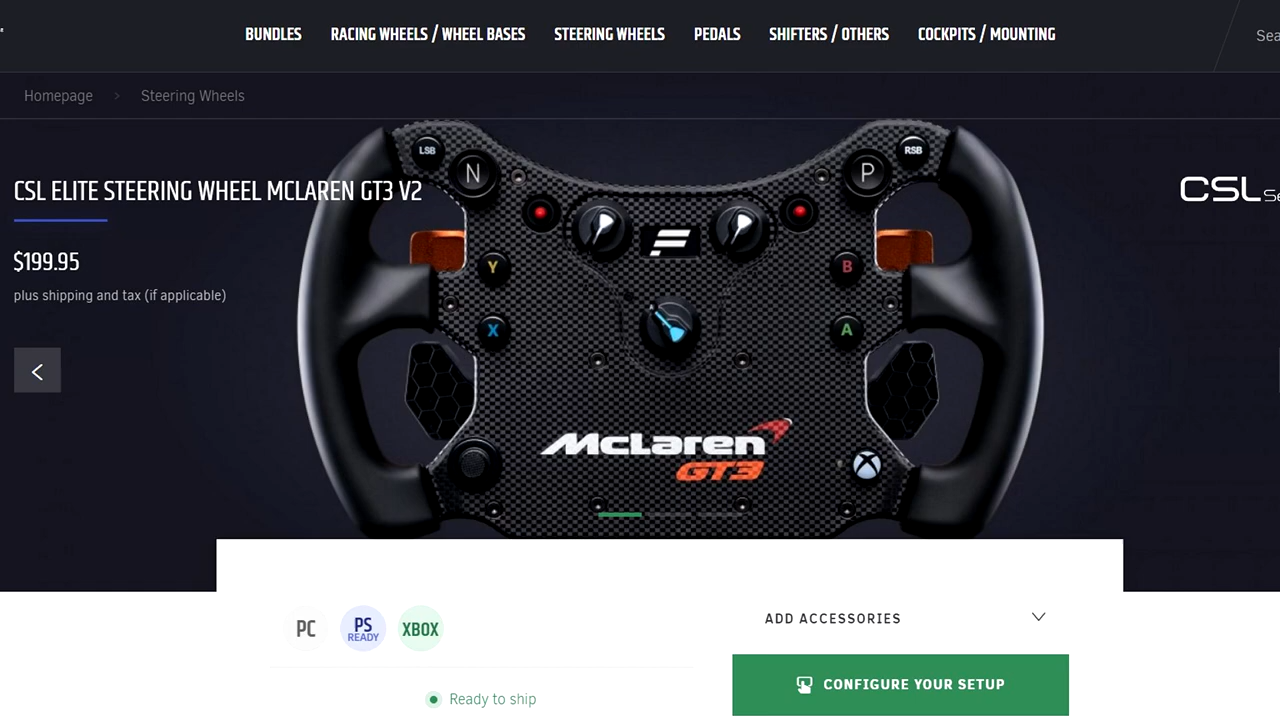 BUNDLES
RACING WHEELS / WHEEL BASES
STEERING WHEELS
PEDALS
SHIFTERS / OTHERS
COCKPITS / MOUNTING
Homepage > Steering Wheels
LSB
RSB
N
P
CSL ELITE STEERING WHEEL MCLAREN GT3 V2
CSL
$199.95
Y
B
plus shipping and tax (if applicable)
X
A
McLaren
GT3
PC
PS
READY
XBOX
ADD ACCESSORIES
CONFIGURE YOUR SETUP
Ready to ship